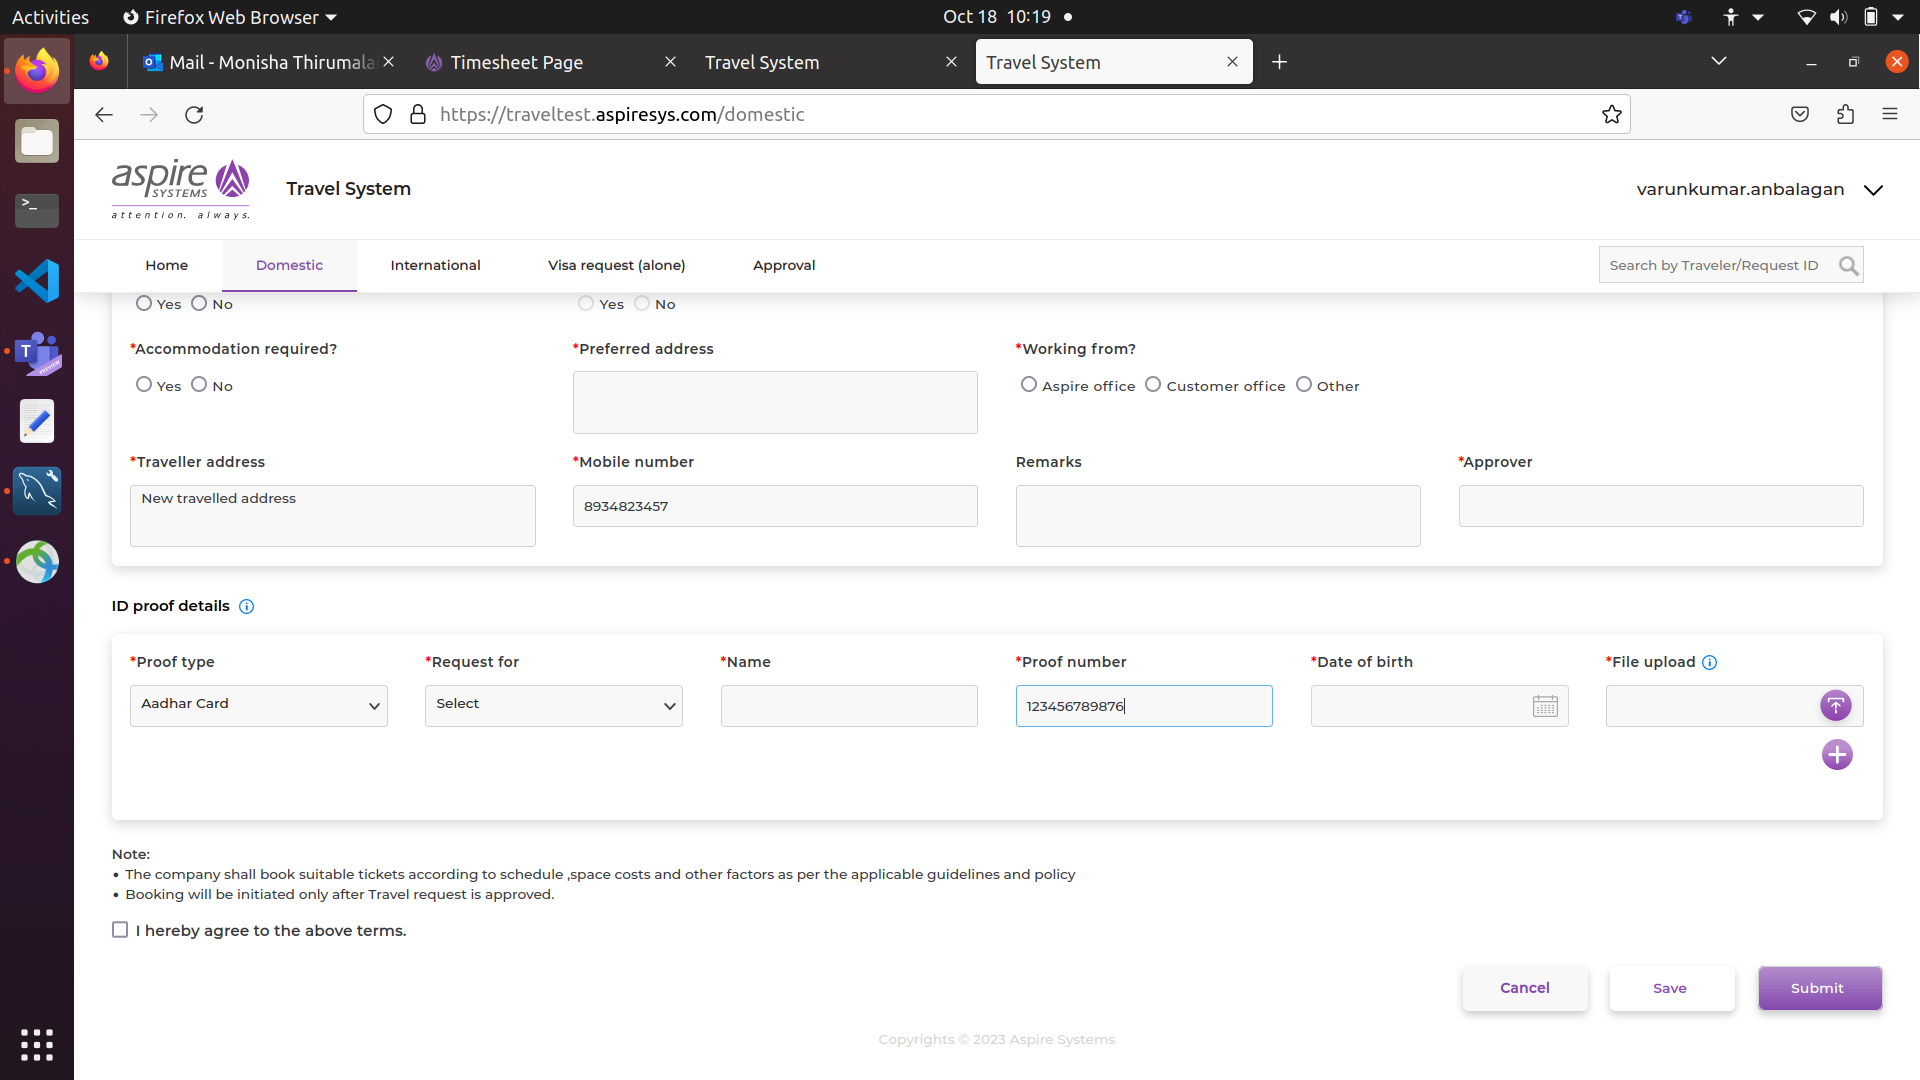 Activities Firefox Web Browser Oct 18 10:19
Mail - Monisha Thirumala Timesheet Page Travel System Travel System
https://traveltest.aspiresys.com/domestic
aspire SYSTEMS
attention. always.
Travel System
varunkumar.anbalagan
Home Domestic International Visa request (alone) Approval Search by Traveler/Request ID
Yes No Yes No
*Accommodation required? *Preferred address *Working from?
Yes No Aspire office Customer office Other
*Traveller address *Mobile number Remarks *Approver
New travelled address
8934823457
ID proof details
*Proof type *Request for *Name *Proof number *Date of birth *File upload
Aadhar Card Select 123456789876
Note:
• The company shall book suitable tickets according to schedule ,space costs and other factors as per the applicable guidelines and policy
• Booking will be initiated only after Travel request is approved.
I hereby agree to the above terms.
Cancel Save Submit
Copyrights © 2023 Aspire Systems